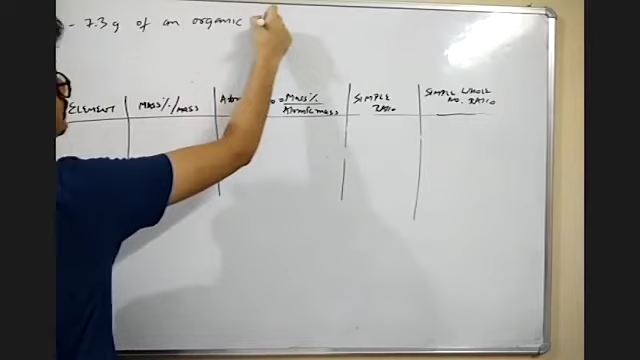 - 7.3 g of an organic
ELEMENT
MASS%/MASS
= MASS%
Atomic mass
SIMPLE
RATIO
SIMPLE WHOLE
NO. RATIO